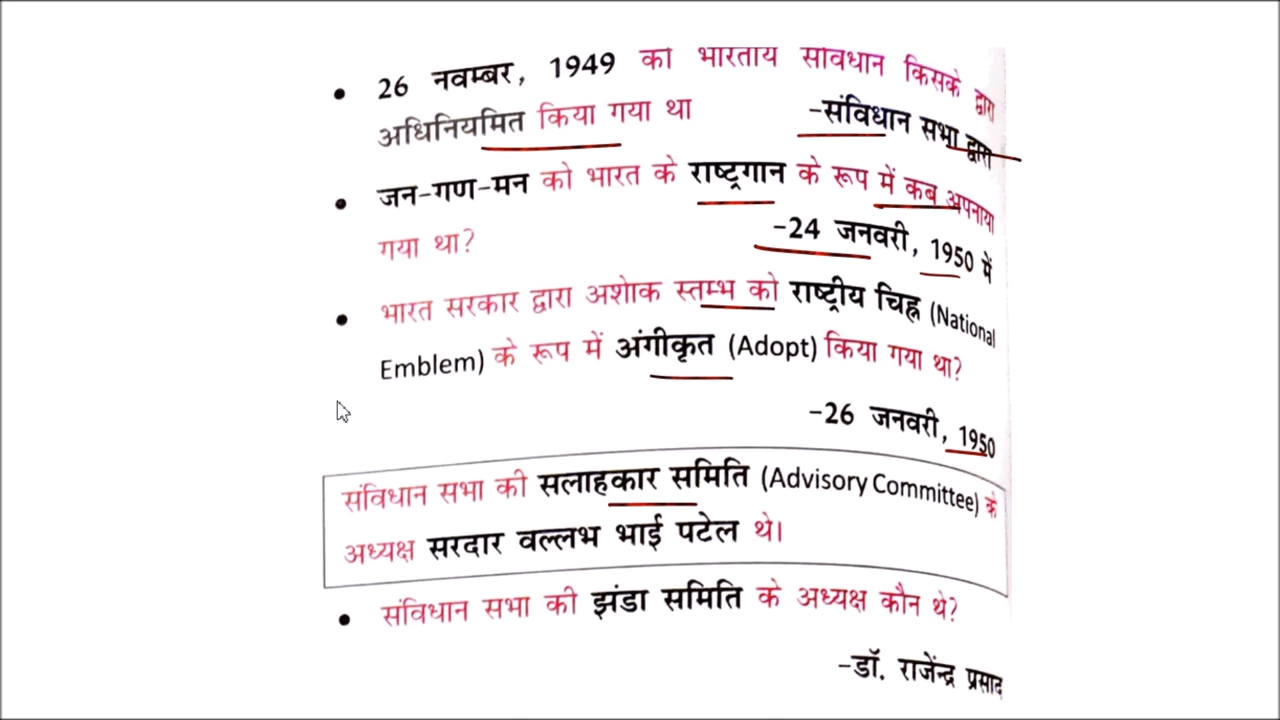 26 नवम्बर, 1949 को भारतीय संविधान किसके द्वारा
अधिनियमित किया गया था
-संविधान सभा द्वारा
जन-गण-मन को भारत के राष्ट्रगान के रूप में कब अपनाया
गया था?
-24 जनवरी, 1950 में
भारत सरकार द्वारा अशोक स्तम्भ को राष्ट्रीय चिह्न (National
Emblem) के रूप में अंगीकृत (Adopt) किया गया था?
-26 जनवरी, 1950
संविधान सभा की सलाहकार समिति (Advisory Committee) के
अध्यक्ष सरदार वल्लभ भाई पटेल थे।
संविधान सभा की झंडा समिति के अध्यक्ष कौन थे?
-डॉ. राजेंद्र प्रसाद